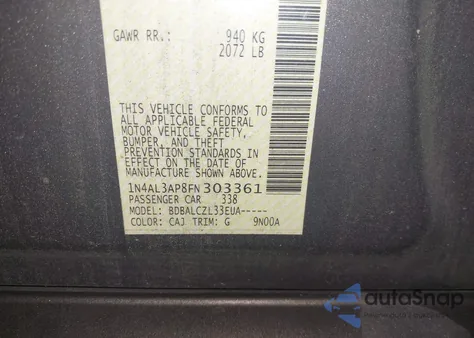 GAWR RR.: 940 KG
2072 LB
THIS VEHICLE CONFORMS TO
ALL APPLICABLE FEDERAL
MOTOR VEHICLE SAFETY,
BUMPER, AND THEFT
PREVENTION STANDARDS
IN EFFECT ON THE DATE
OF MANUFACTURE SHOWN ABOVE.
1N4AL3AP8FN303361
PASSENGER CAR 338
MODEL: BDBALCZL33EUA-----
COLOR: CAJ TRIM: G 9N00A
autoSnap